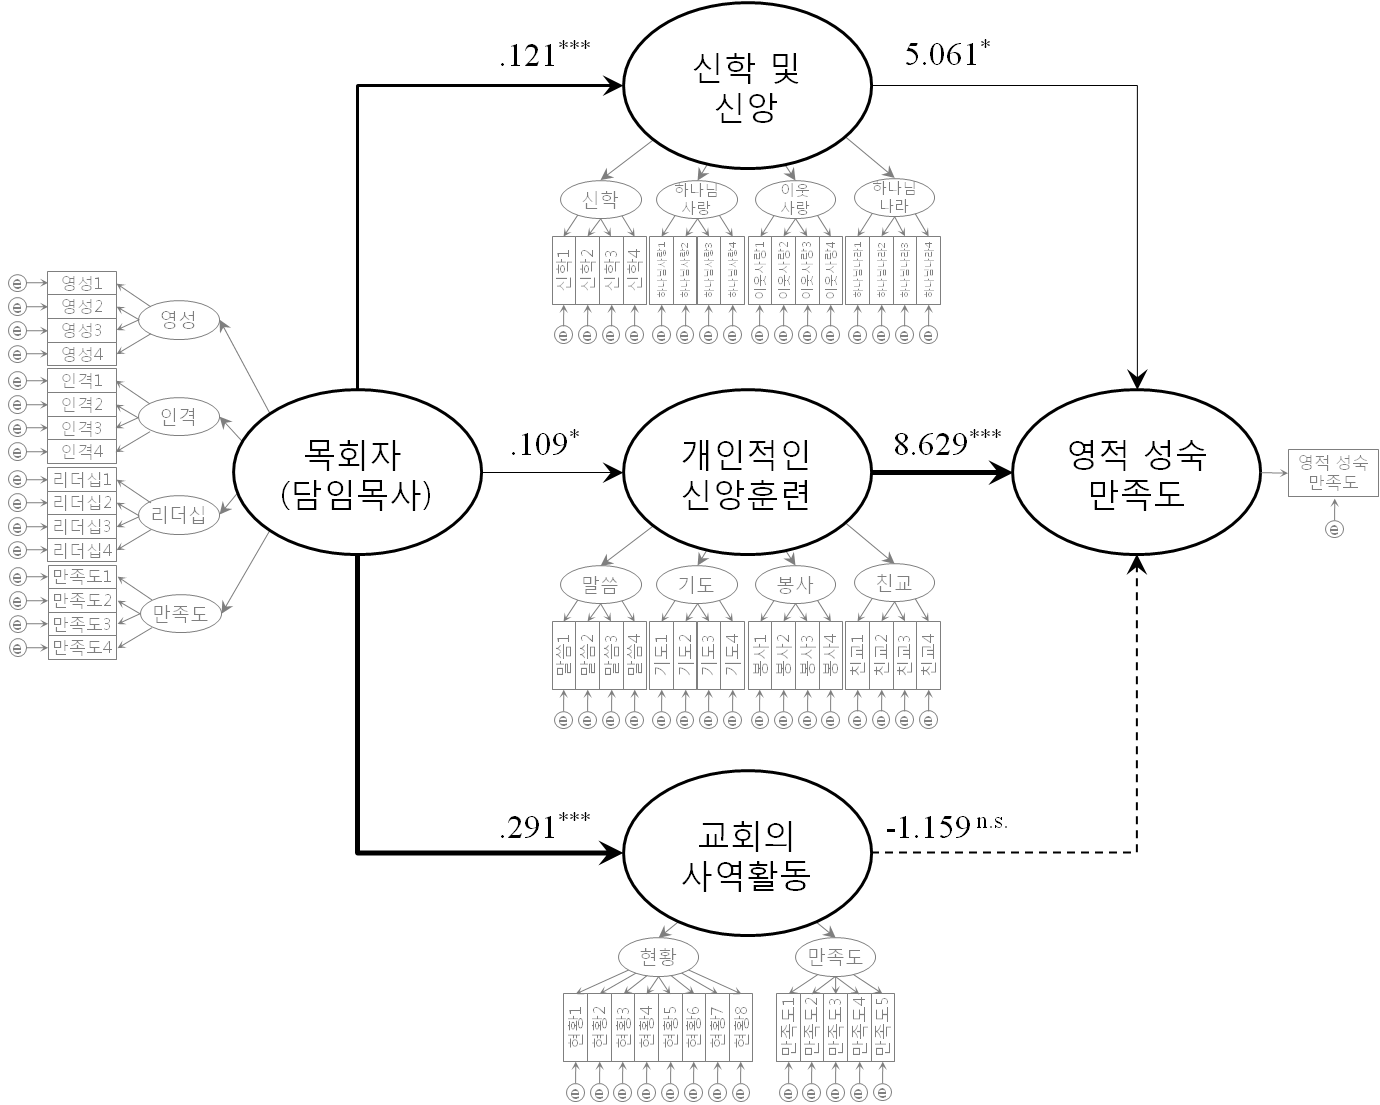 .121***
신학 및
신앙
5.061*
신학
하나님
사랑
이웃
사랑
하나님
나라
신학1
신학2
신학3
신학4
하나님사랑1
하나님사랑2
하나님사랑3
하나님사랑4
이웃사랑1
이웃사랑2
이웃사랑3
이웃사랑4
하나님나라1
하나님나라2
하나님나라3
하나님나라4
e e e e e e e e e e e e e e e e
e 영성1
e 영성2
e 영성3
e 영성4
영성
e 인격1
e 인격2
e 인격3
e 인격4
인격
e 리더십1
e 리더십2
e 리더십3
e 리더십4
리더십
e 만족도1
e 만족도2
e 만족도3
e 만족도4
만족도
목회자
(담임목사)
.109*
개인적인
신앙훈련
8.629***
영적 성숙
만족도
영적 성숙
만족도
e
말씀
기도
봉사
친교
말씀1
말씀2
말씀3
말씀4
기도1
기도2
기도3
기도4
봉사1
봉사2
봉사3
봉사4
친교1
친교2
친교3
친교4
e e e e e e e e e e e e e e e e
.291***
교회의
사역활동
-1.159 n.s.
현황
만족도
현황1
현황2
현황3
현황4
현황5
현황6
현황7
현황8
만족도1
만족도2
만족도3
만족도4
만족도5
e e e e e e e e e e e e e